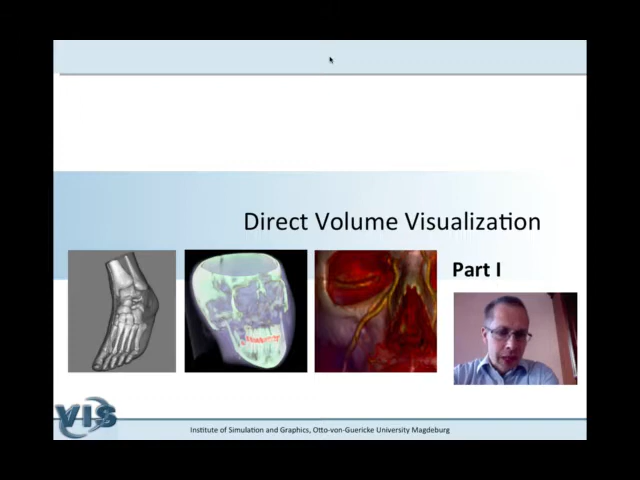 Direct Volume Visualization
Part I
VIS
Institute of Simulation and Graphics, Otto-von-Guericke University Magdeburg